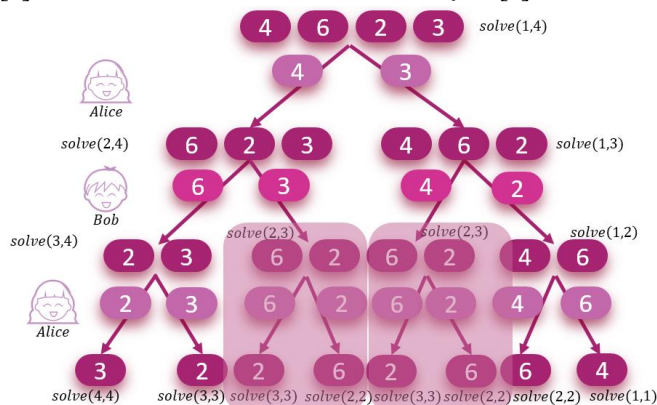 4 6 2 3 solve(1,4)
4 3
Alice
solve(2,4) 6 2 3 4 6 2 solve(1,3)
6 3 4 2
Bob
solve(3,4) solve(2,3) solve(2,3) solve(1,2)
2 3 6 2 6 2 4 6
2 3 6 2 6 2 4 6
Alice
3 2 2 6 2 6 6 4
solve(4,4) solve(3,3) solve(3,3) solve(2,2) solve(3,3) solve(2,2) solve(2,2) solve(1,1)